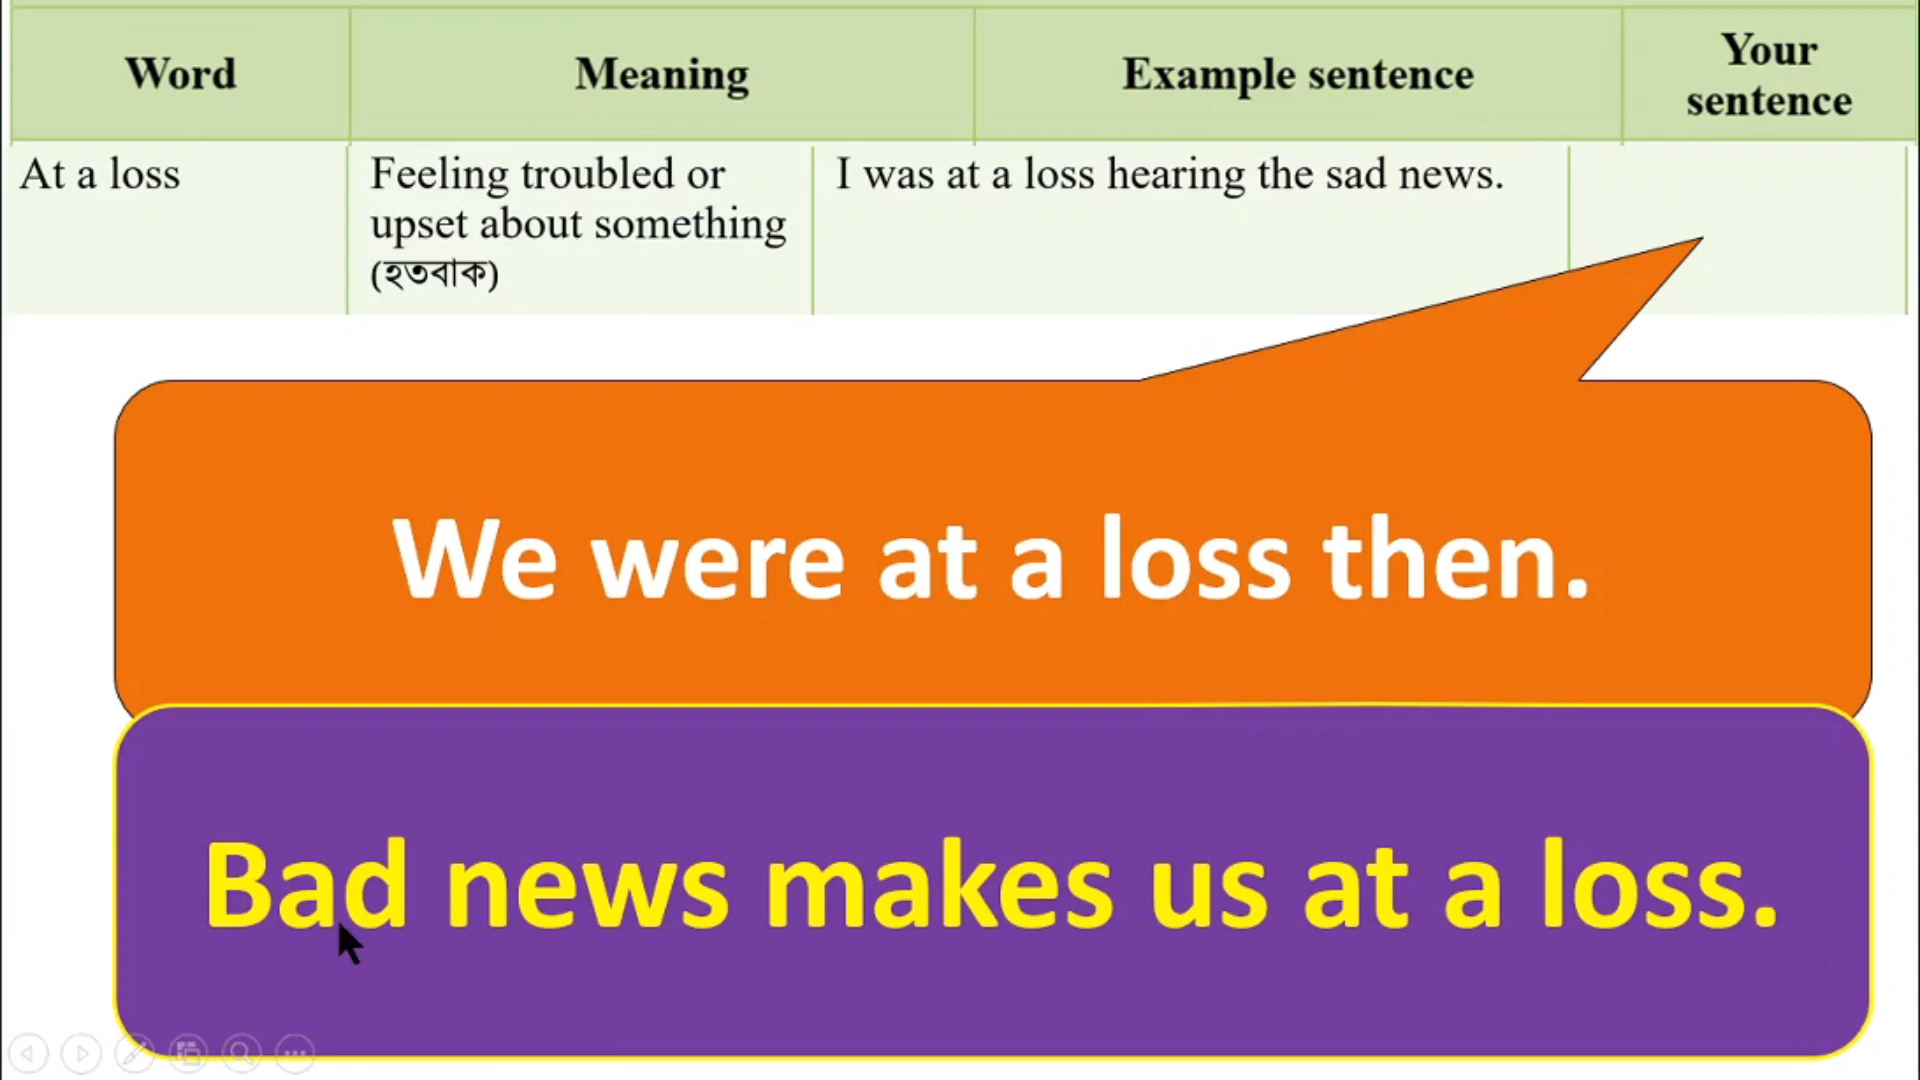 Word Meaning Example sentence Your
sentence
At a loss
Feeling troubled or
upset about something
(হতবাক)
I was at a loss hearing the sad news.
We were at a loss then.
Bad news makes us at a loss.